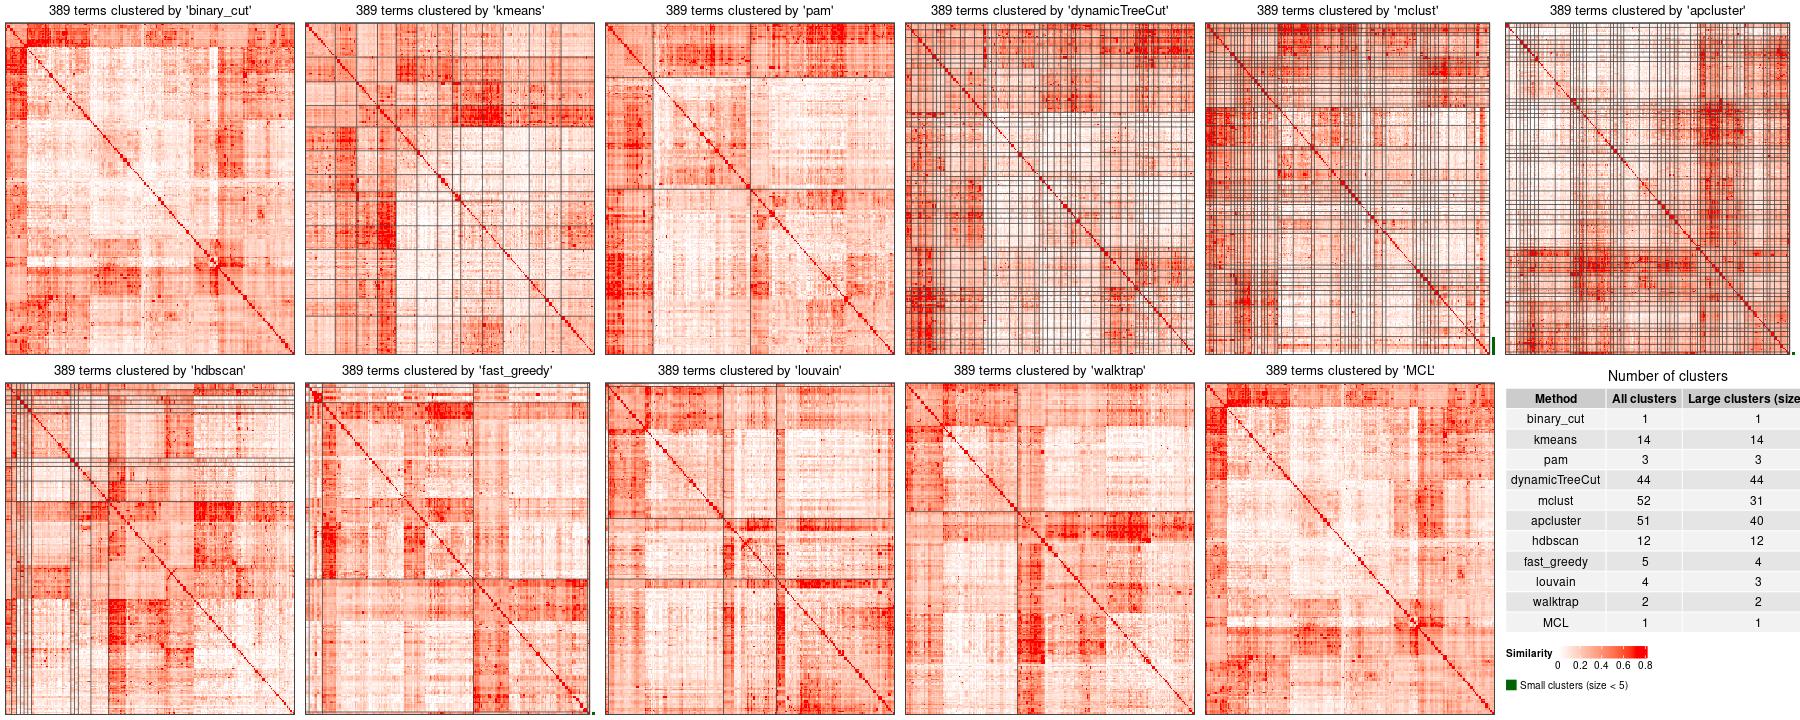 389 terms clustered by 'binary_cut'
389 terms clustered by 'kmeans'
389 terms clustered by 'pam'
389 terms clustered by 'dynamicTreeCut'
389 terms clustered by 'mclust'
389 terms clustered by 'apcluster'
389 terms clustered by 'hdbscan'
389 terms clustered by 'fast_greedy'
389 terms clustered by 'louvain'
389 terms clustered by 'walktrap'
389 terms clustered by 'MCL'
Number of clusters
Method All clusters Large clusters (size
binary_cut 1 1
kmeans 14 14
pam 3 3
dynamicTreeCut 44 44
mclust 52 31
apcluster 51 40
hdbscan 12 12
fast_greedy 5 4
louvain 4 3
walktrap 2 2
MCL 1 1
Similarity
0 0.2 0.4 0.6 0.8
Small clusters (size < 5)